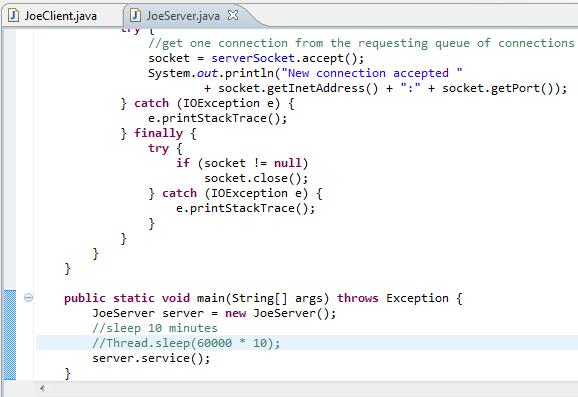 JoeClient.java JoeServer.java
try {
//get one connection from the requesting queue of connections
socket = serverSocket.accept();
System.out.println("New connection accepted "
+ socket.getInetAddress() + ":" + socket.getPort());
} catch (IOException e) {
e.printStackTrace();
} finally {
try {
if (socket != null)
socket.close();
} catch (IOException e) {
e.printStackTrace();
}
}
}
}
public static void main(String[] args) throws Exception {
JoeServer server = new JoeServer();
//sleep 10 minutes
//Thread.sleep(60000 * 10);
server.service();
}